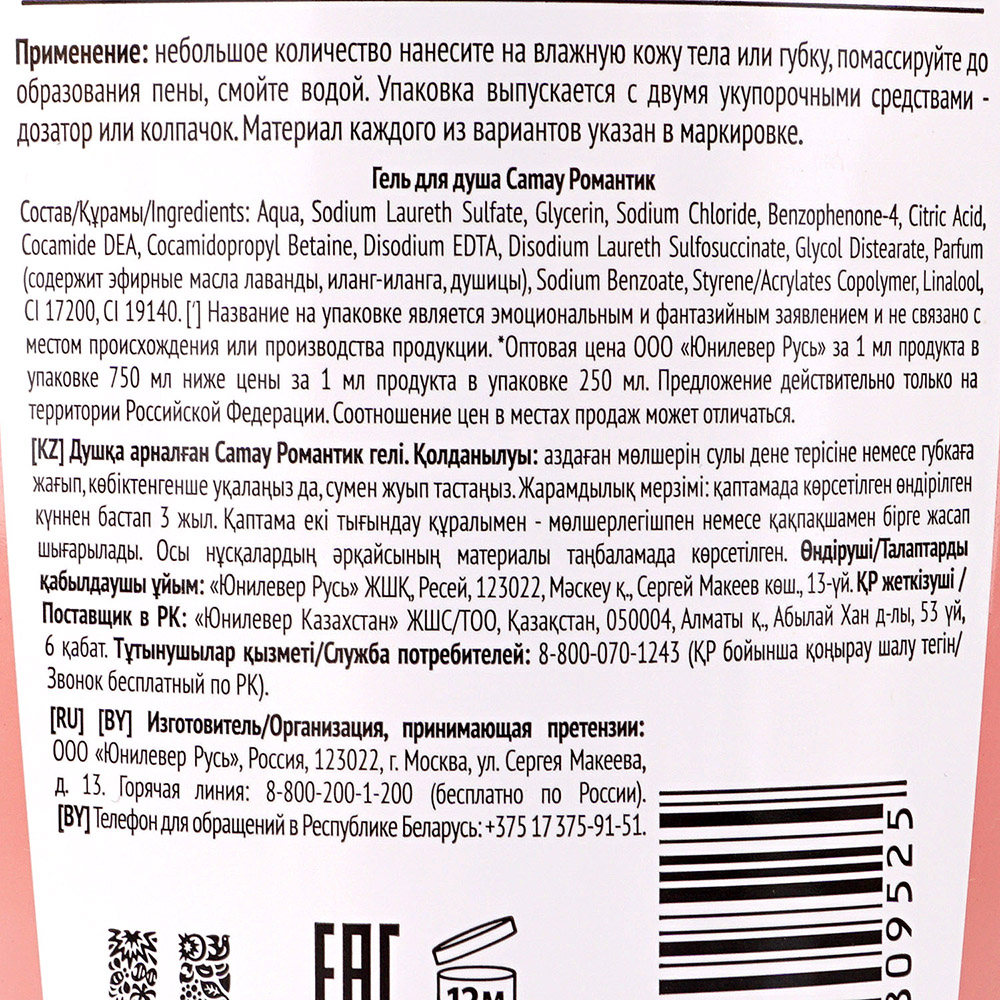 Применение: небольшое количество нанесите на влажную кожу тела или губку, помассируйте до
образования пены, смойте водой. Упаковка выпускается с двумя укупорочными средствами -
дозатор или колпачок. Материал каждого из вариантов указан в маркировке.
Гель для душа Camay Романтик
Состав/Құрамы/Ingredients: Aqua, Sodium Laureth Sulfate, Glycerin, Sodium Chloride, Benzophenone-4, Citric Acid,
Cocamide DEA, Cocamidopropyl Betaine, Disodium EDTA, Disodium Laureth Sulfosuccinate, Glycol Distearate, Parfum
(содержит эфирные масла лаванды, иланг-иланга, душицы), Sodium Benzoate, Styrene/Acrylates Copolymer, Linalool,
CI 17200, CI 19140. ['] Название на упаковке является эмоциональным и фантазийным заявлением и не связано с
местом происхождения или производства продукции. *Оптовая цена ООО «Юнилевер Русь» за 1 мл продукта в
упаковке 750 мл ниже цены за 1 мл продукта в упаковке 250 мл. Предложение действительно только на
территории Российской Федерации. Соотношение цен в местах продаж может отличаться.
[KZ] Душқа арналған Camay Романтик гелі. Қолданылуы: аздаған мөлшерін сулы дене терісіне немесе губкаға
жағып, көбіктенгенше уқалаңыз да, сумен жуып тастаңыз. Жарамдылық мерзімі: қаптамада көрсетілген өндірілген
күннен бастап 3 жыл. Қаптама екі тығындау құралымен - мөлшерлегішпен немесе қақпақшамен бірге жасап
шығарылады. Осы нұсқалардың әрқайсының материалы таңбаламада көрсетілген. Өндіруші/Талаптарды
қабылдаушы ұйым: «Юнилевер Русь» ЖШҚ, Ресей, 123022, Мәскеу қ., Сергей Макеев көш., 13-үй. ҚР жеткізуші /
Поставщик в РК: «Юнилевер Казахстан» ЖШС/ТОО, Қазақстан, 050004, Алматы қ., Абылай Хан д-лы, 53 үй,
6 қабат. Тұтынушылар қызметі/Служба потребителей: 8-800-070-1243 (ҚР бойынша қоңырау шалу тегін/
Звонок бесплатный по РК).
[RU] [BY] Изготовитель/Организация, принимающая претензии:
ООО «Юнилевер Русь», Россия, 123022, г. Москва, ул. Сергея Макеева,
д. 13. Горячая линия: 8-800-200-1-200 (бесплатно по России).
[BY] Телефон для обращений в Республике Беларусь: +375 17 375-91-51.
809525
EAC
12м